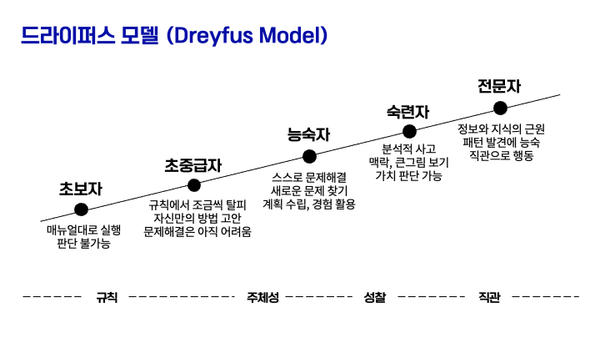 드라이퍼스 모델 (Dreyfus Model)
초보자
매뉴얼대로 실행
판단 불가능
초중급자
규칙에서 조금씩 탈피
자신만의 방법 고안
문제해결은 아직 어려움
능숙자
스스로 문제해결
새로운 문제 찾기
계획 수립, 경험 활용
숙련자
분석적 사고
맥락, 큰그림 보기
가치 판단 가능
전문자
정보와 지식의 근원
패턴 발견에 능숙
직관으로 행동
규칙
주체성
성찰
직관